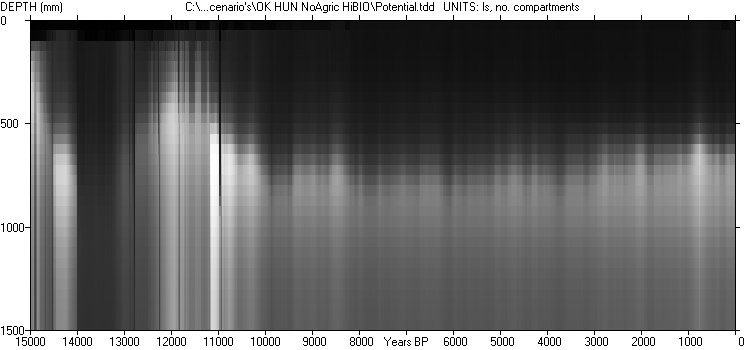 DEPTH (mm) C:\...cenario's\OK HUN NoAgric HiBIO\Potential.tdd UNITS: ls, no. compartments
0
500
1000
1500
15000 14000 13000 12000 11000 10000 9000 8000 Years BP 6000 5000 4000 3000 2000 1000 0